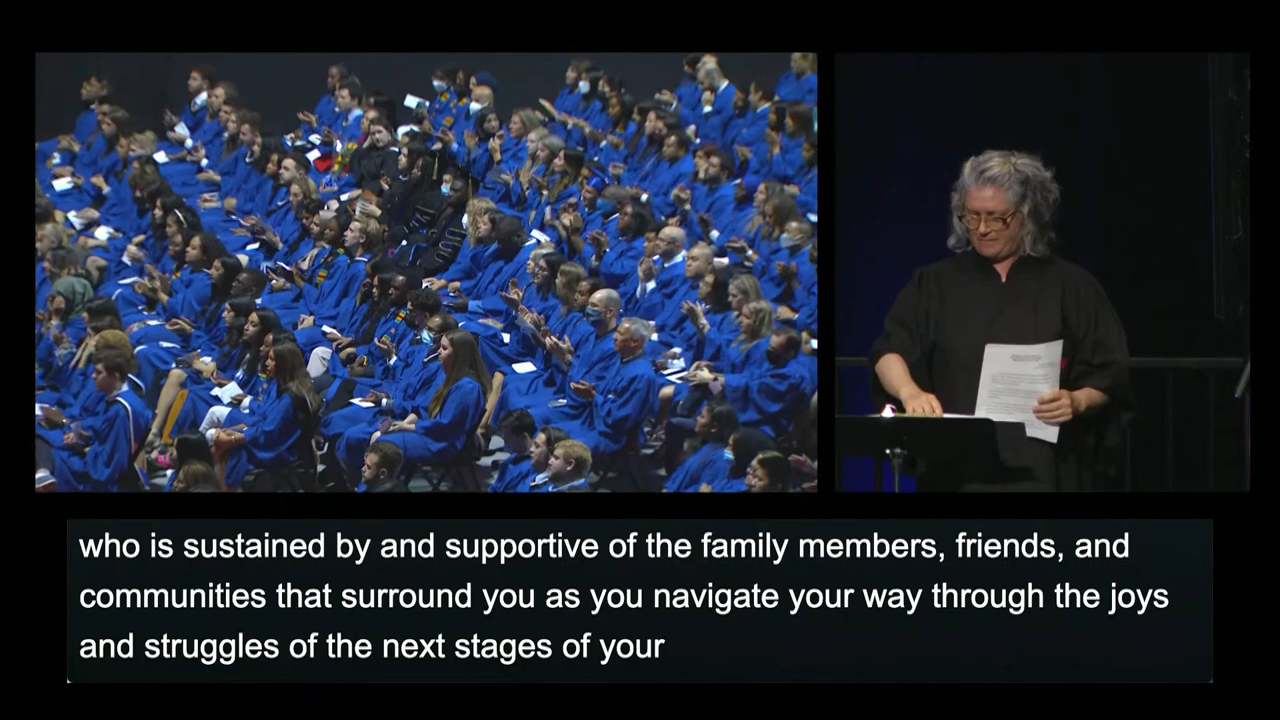 who is sustained by and supportive of the family members, friends, and
communities that surround you as you navigate your way through the joys
and struggles of the next stages of your